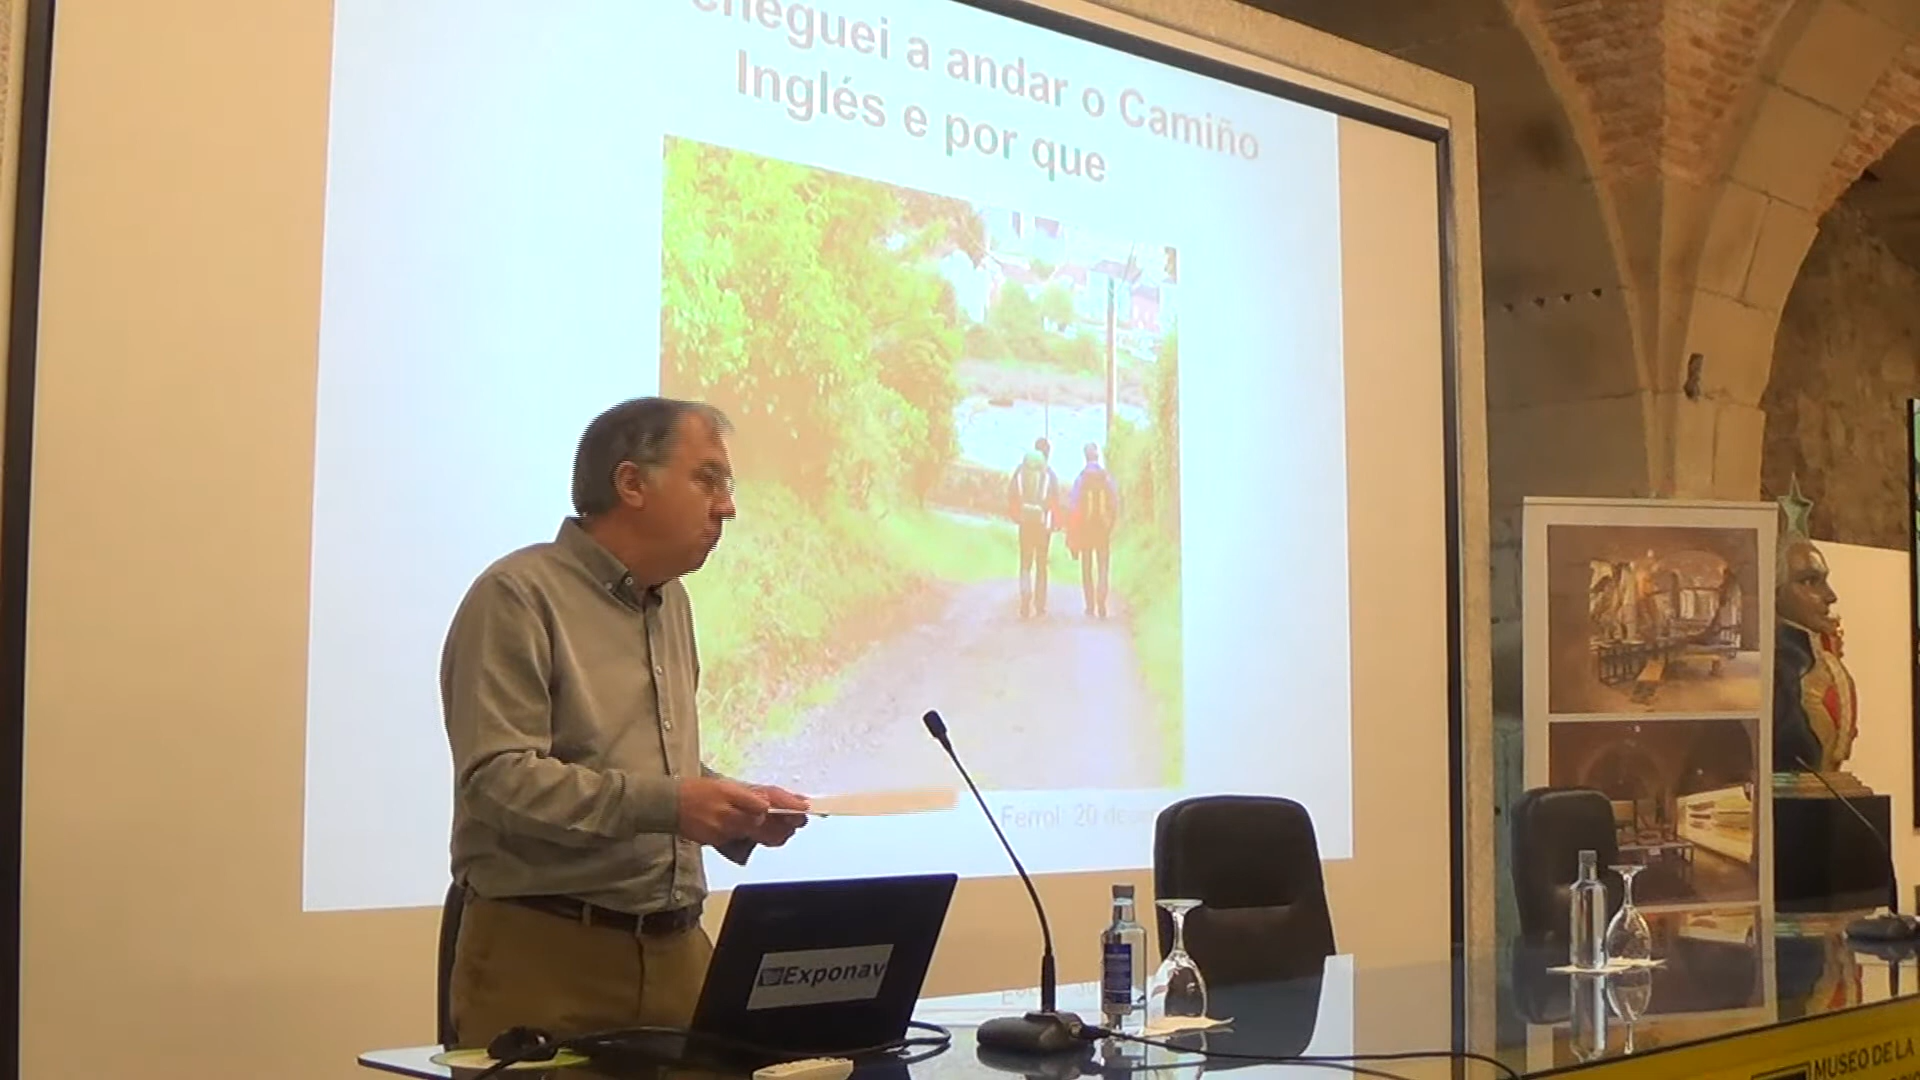 cheguei a andar o Camiño
Inglés e por que
Ferrol: 20 de
Exponav
MUSEO DE LA